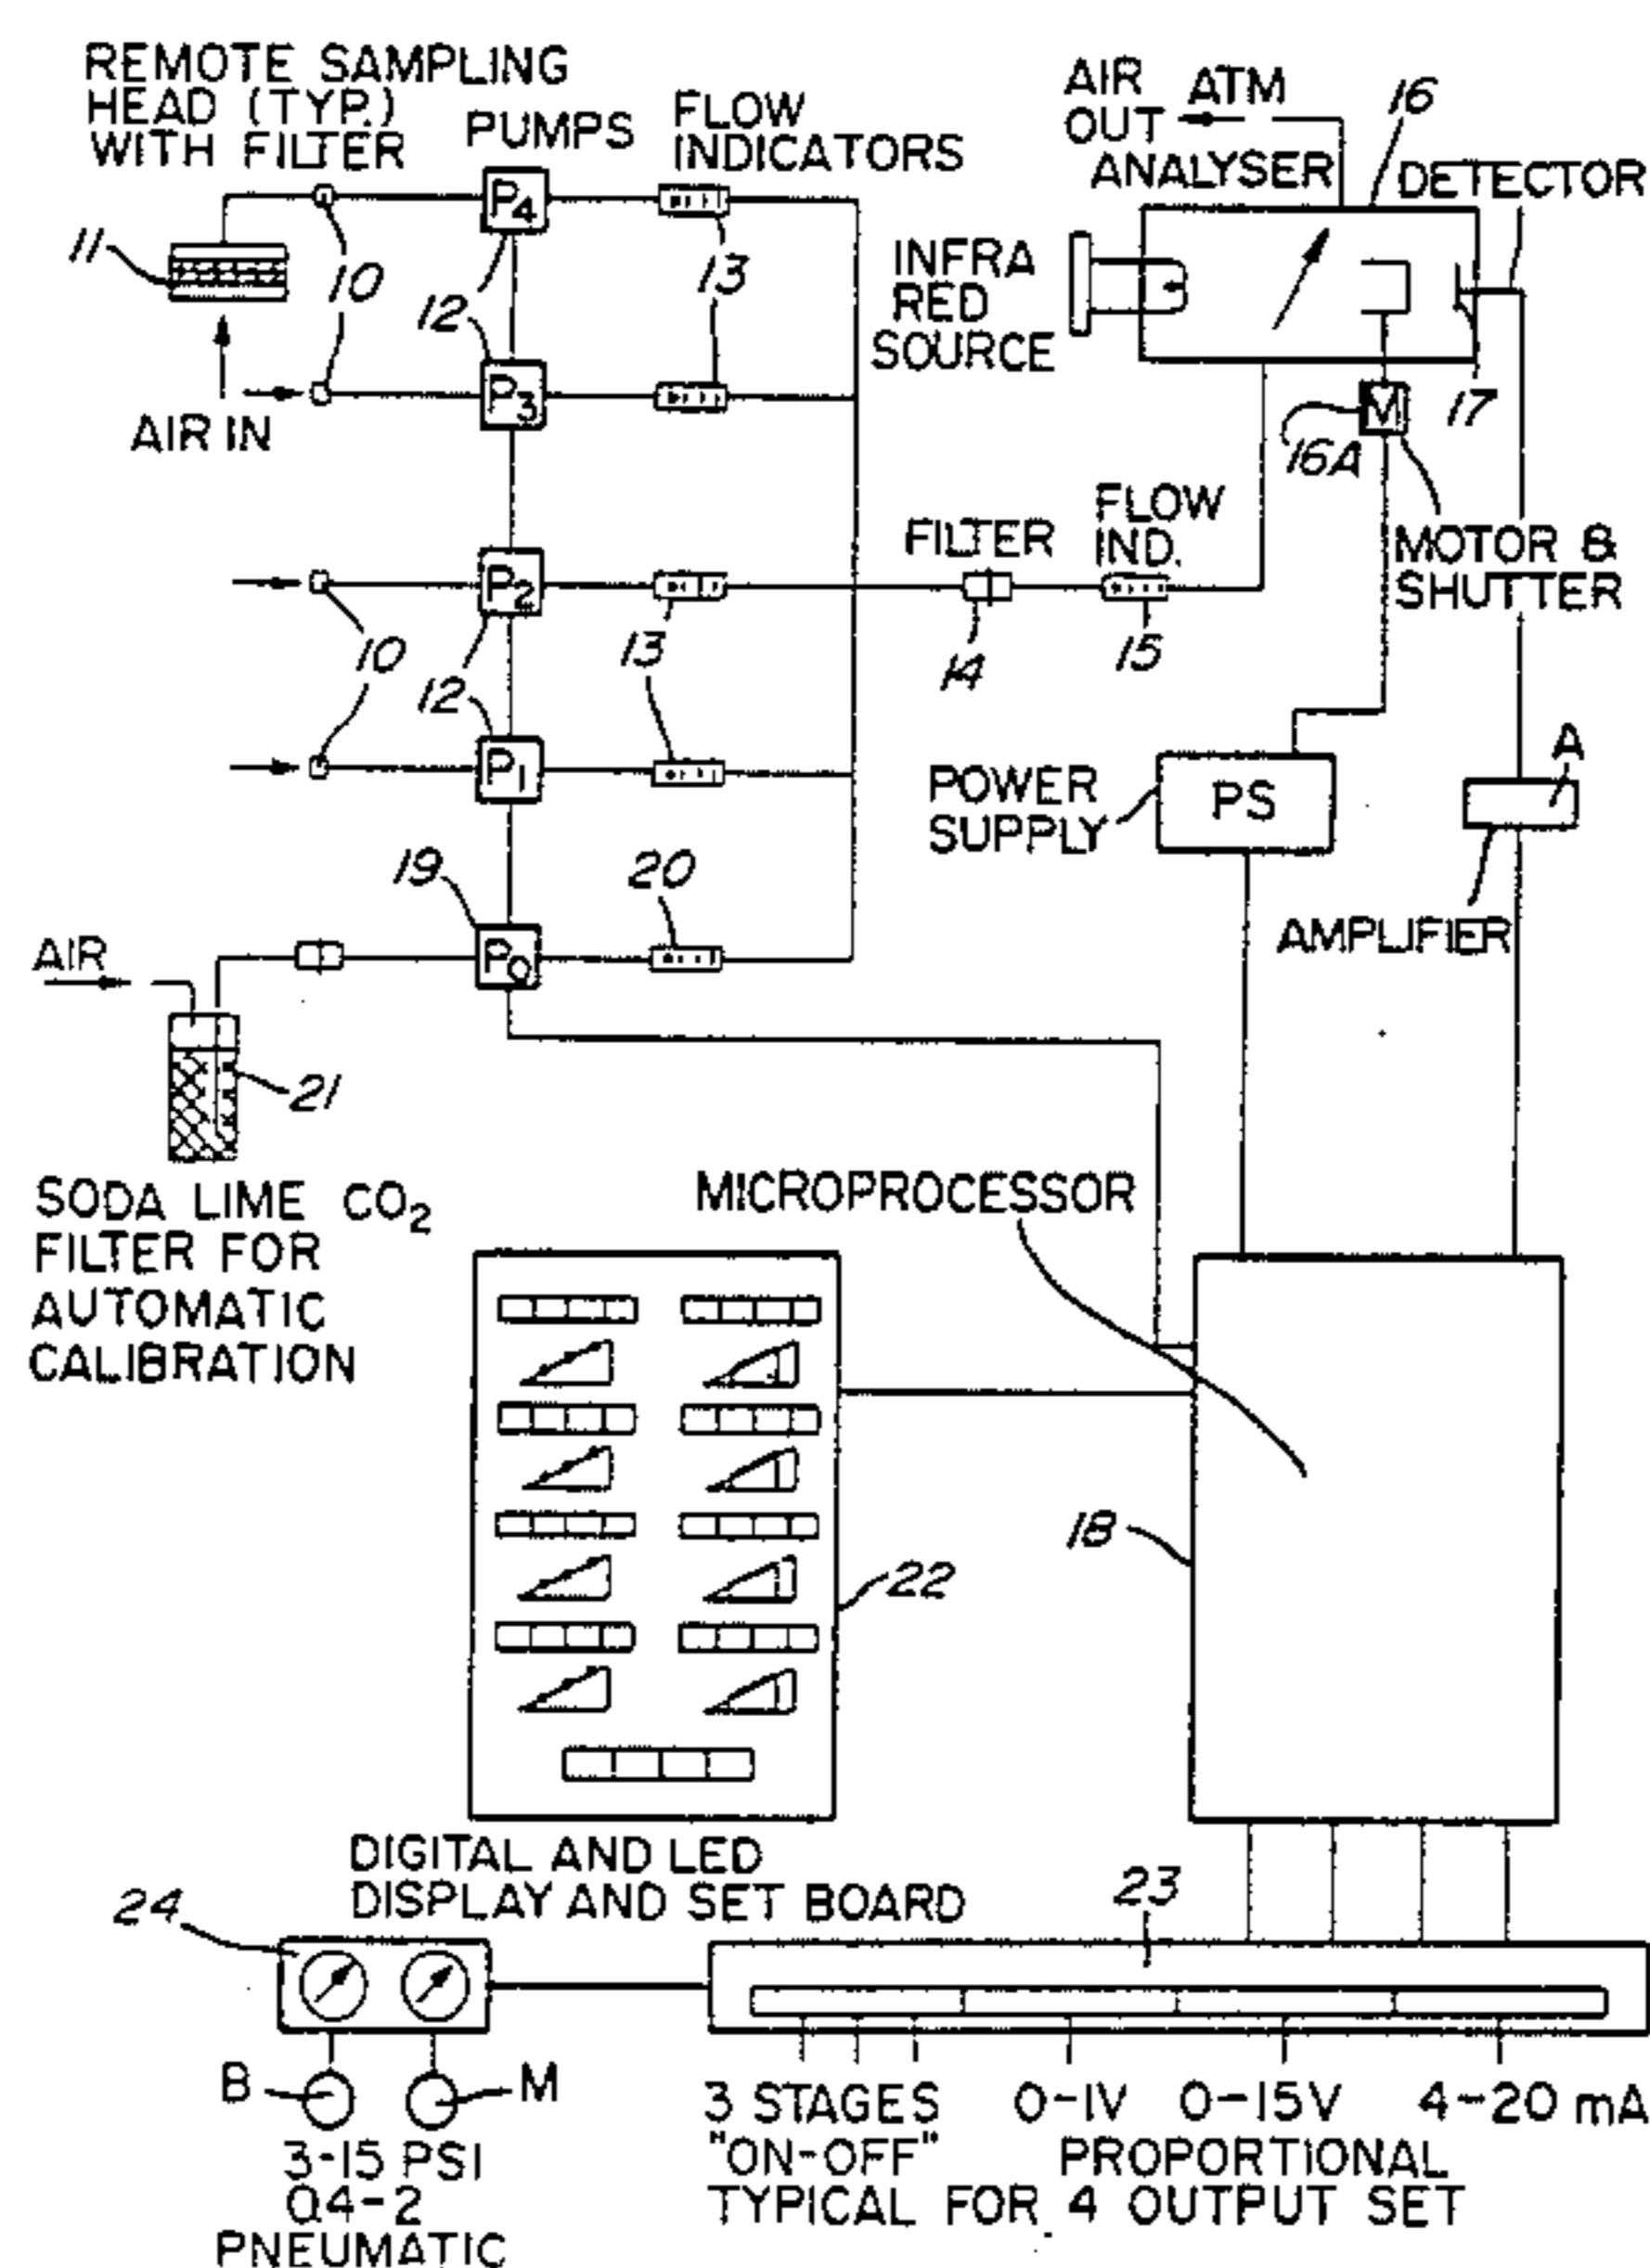 REMOTE SAMPLING
HEAD (TYP.)
WITH FILTER
PUMPS
FLOW
INDICATORS
AIR
OUT
ATM
ANALYSER
16
DETECTOR
11
10
P4
12
13
INFRA
RED
SOURCE
12
P3
AIR IN
16A
M
17
FILTER
FLOW
IND.
MOTOR &
SHUTTER
P2
10
12
13
14
15
P1
POWER
SUPPLY
PS
A
19
20
AMPLIFIER
AIR
P0
21
SODA LIME CO2
FILTER FOR
AUTOMATIC
CALIBRATION
MICROPROCESSOR
18
22
DIGITAL AND LED
DISPLAY AND SET BOARD
24
23
B
M
3-15 PSI
Q4-2
PNEUMATIC
3 STAGES
"ON-OFF"
0-1V
0-15V
4-20 mA
PROPORTIONAL
TYPICAL FOR 4 OUTPUT SET